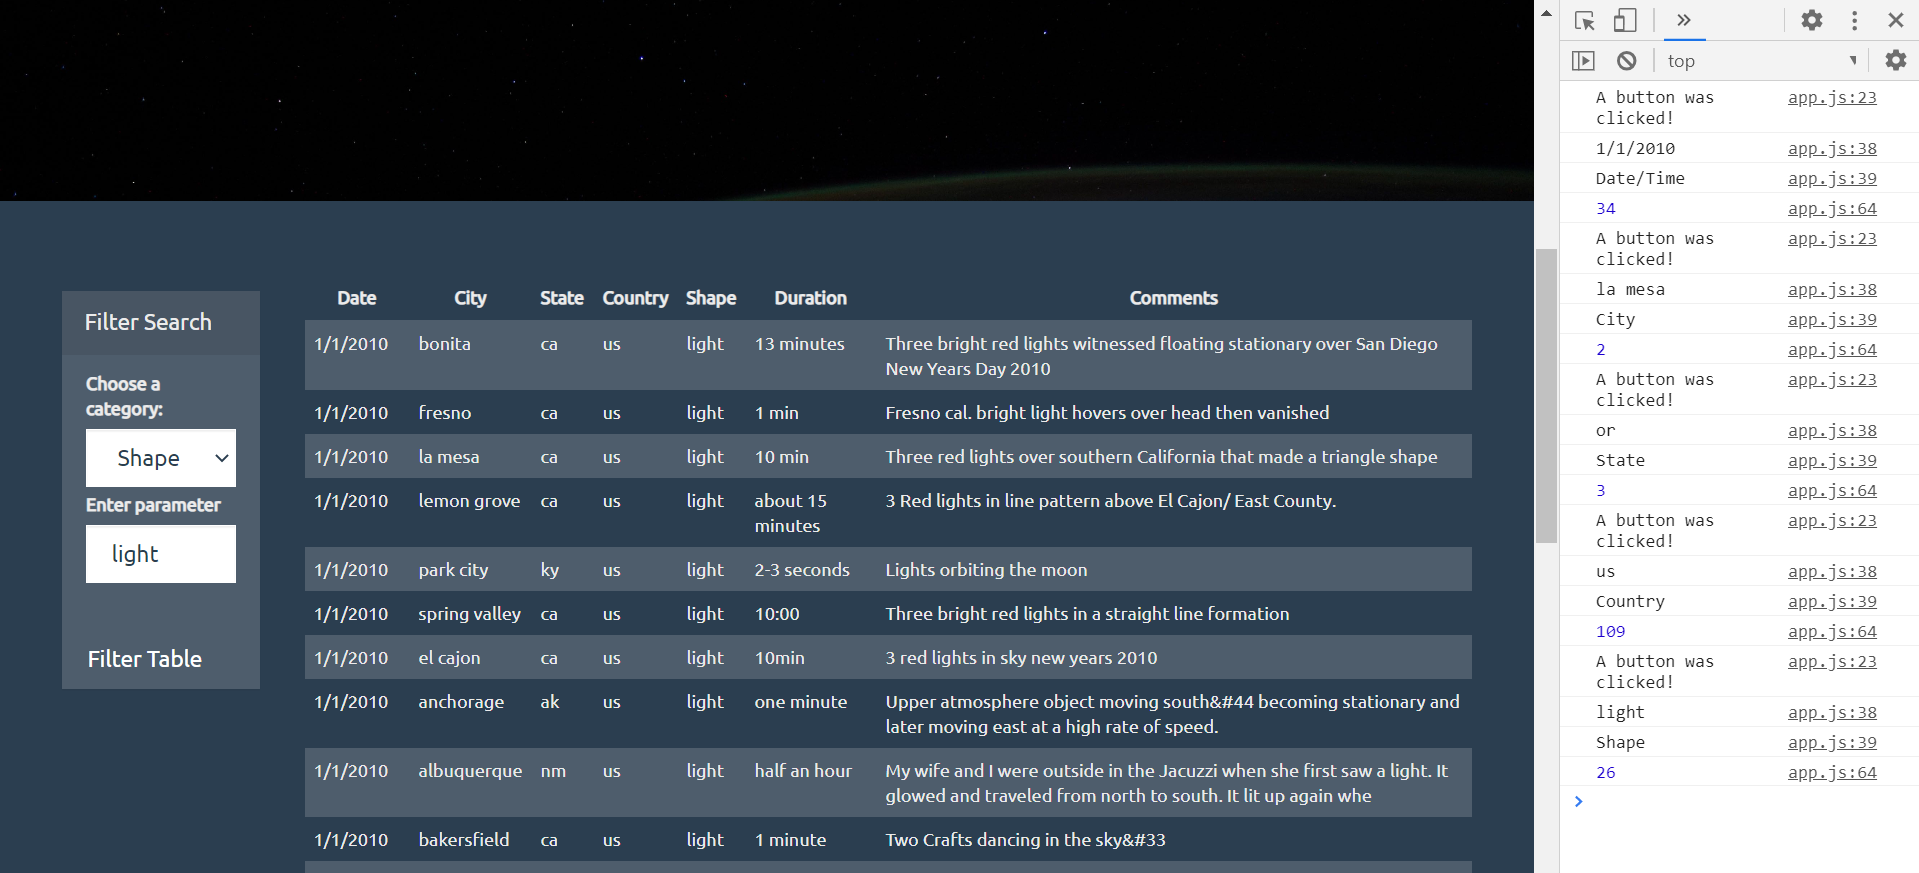 Filter Search
Choose a
category:
Shape
Enter parameter
light
Filter Table
Date City State Country Shape Duration Comments
1/1/2010 bonita ca us light 13 minutes Three bright red lights witnessed floating stationary over San Diego
New Years Day 2010
1/1/2010 fresno ca us light 1 min Fresno cal. bright light hovers over head then vanished
1/1/2010 la mesa ca us light 10 min Three red lights over southern California that made a triangle shape
1/1/2010 lemon grove ca us light about 15 3 Red lights in line pattern above El Cajon/ East County.
minutes
1/1/2010 park city ky us light 2-3 seconds Lights orbiting the moon
1/1/2010 spring valley ca us light 10:00 Three bright red lights in a straight line formation
1/1/2010 el cajon ca us light 10min 3 red lights in sky new years 2010
1/1/2010 anchorage ak us light one minute Upper atmosphere object moving south&#44 becoming stationary and
later moving east at a high rate of speed.
1/1/2010 albuquerque nm us light half an hour My wife and I were outside in the Jacuzzi when she first saw a light. It
glowed and traveled from north to south. It lit up again whe
1/1/2010 bakersfield ca us light 1 minute Two Crafts dancing in the sky&#33
top
A button was app.js:23
clicked!
1/1/2010 app.js:38
Date/Time app.js:39
34 app.js:64
A button was app.js:23
clicked!
la mesa app.js:38
City app.js:39
2 app.js:64
A button was app.js:23
clicked!
or app.js:38
State app.js:39
3 app.js:64
A button was app.js:23
clicked!
us app.js:38
Country app.js:39
109 app.js:64
A button was app.js:23
clicked!
light app.js:38
Shape app.js:39
26 app.js:64